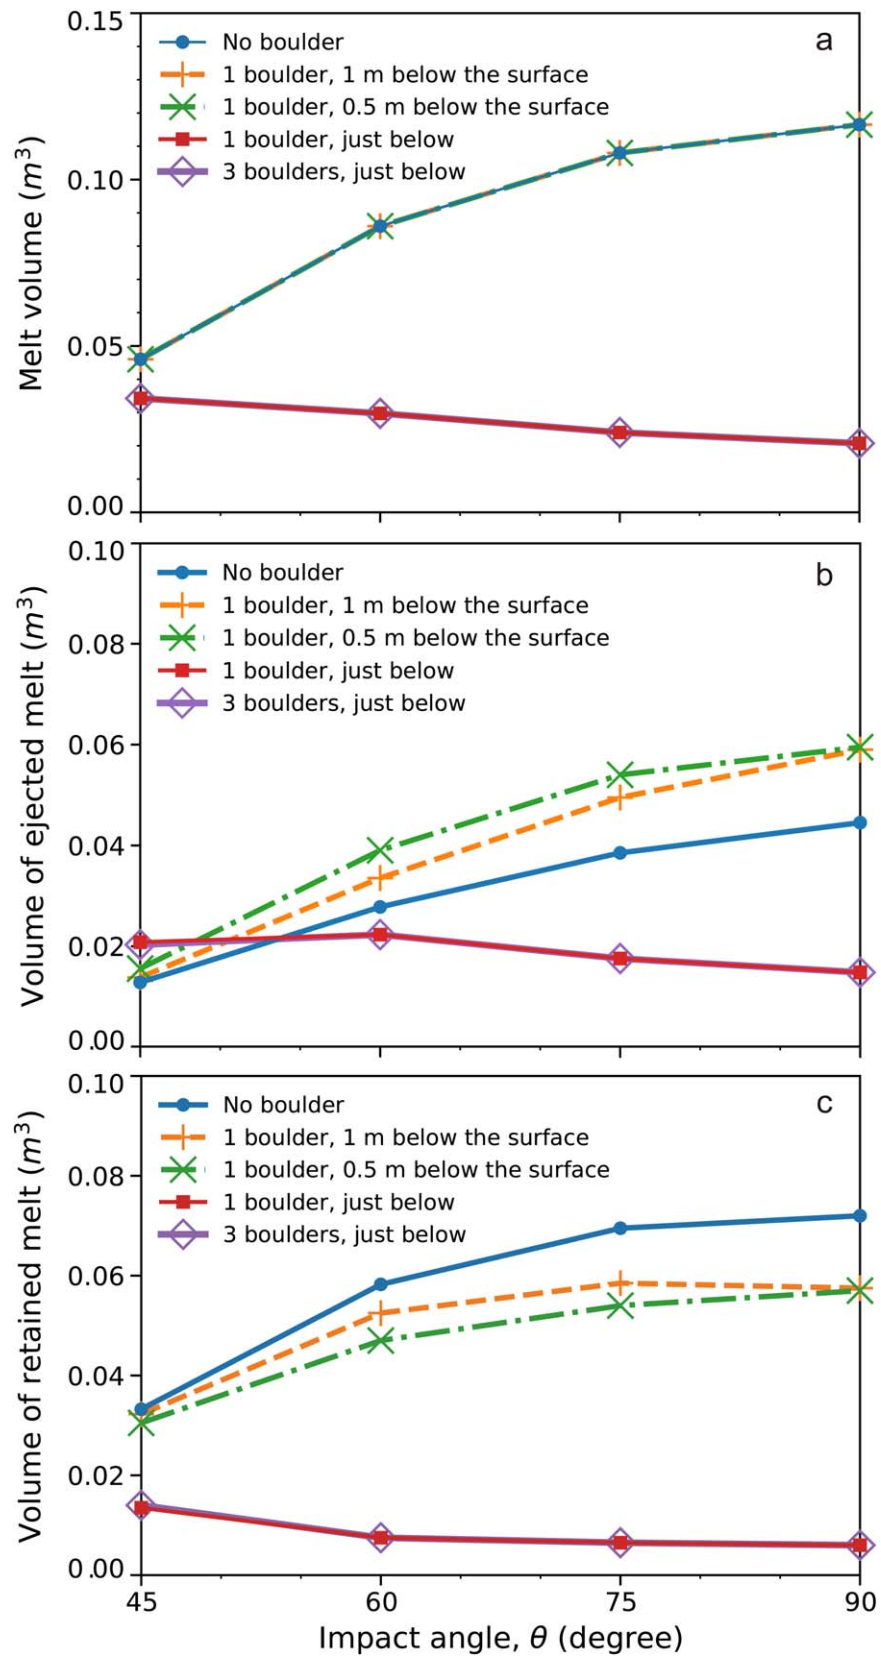 0.15
No boulder
a
1 boulder, 1 m below the surface
1 boulder, 0.5 m below the surface
1 boulder, just below
3 boulders, just below
0.10
0.05
0.00
Melt volume (m³)
0.10
No boulder
b
1 boulder, 1 m below the surface
1 boulder, 0.5 m below the surface
1 boulder, just below
3 boulders, just below
0.08
0.06
0.04
0.02
0.00
Volume of ejected melt (m³)
0.10
No boulder
c
1 boulder, 1 m below the surface
1 boulder, 0.5 m below the surface
1 boulder, just below
3 boulders, just below
0.08
0.06
0.04
0.02
0.00
Volume of retained melt (m³)
45 60 75 90
Impact angle, θ (degree)